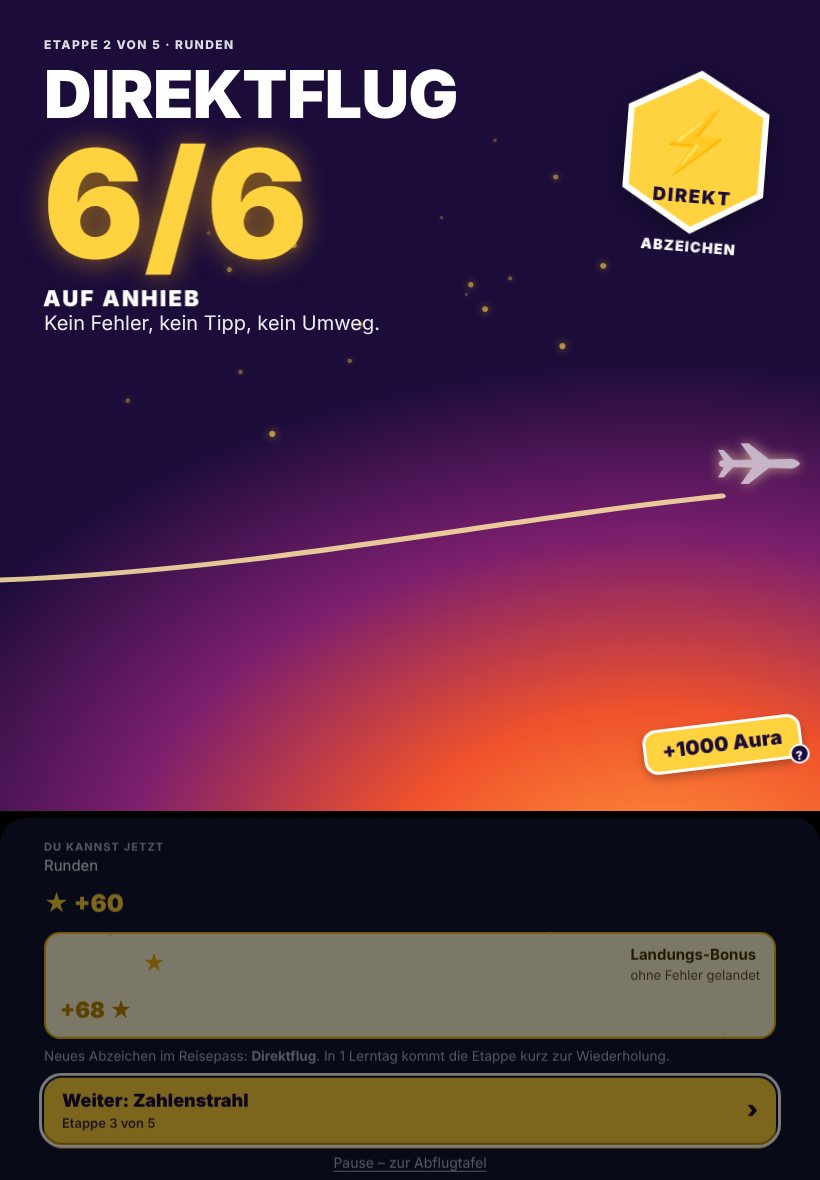 ETAPPE 2 VON 5 · RUNDEN
DIREKTFLUG
6/6
AUF ANHIEB
Kein Fehler, kein Tipp, kein Umweg.
DIREKT
ABZEICHEN
+1000 Aura
?
DU KANNST JETZT
Runden
★ +60
★
Landungs-Bonus
ohne Fehler gelandet
+68 ★
Neues Abzeichen im Reisepass: Direktflug. In 1 Lerntag kommt die Etappe kurz zur Wiederholung.
Weiter: Zahlenstrahl
Etappe 3 von 5
›
Pause – zur Abflugtafel